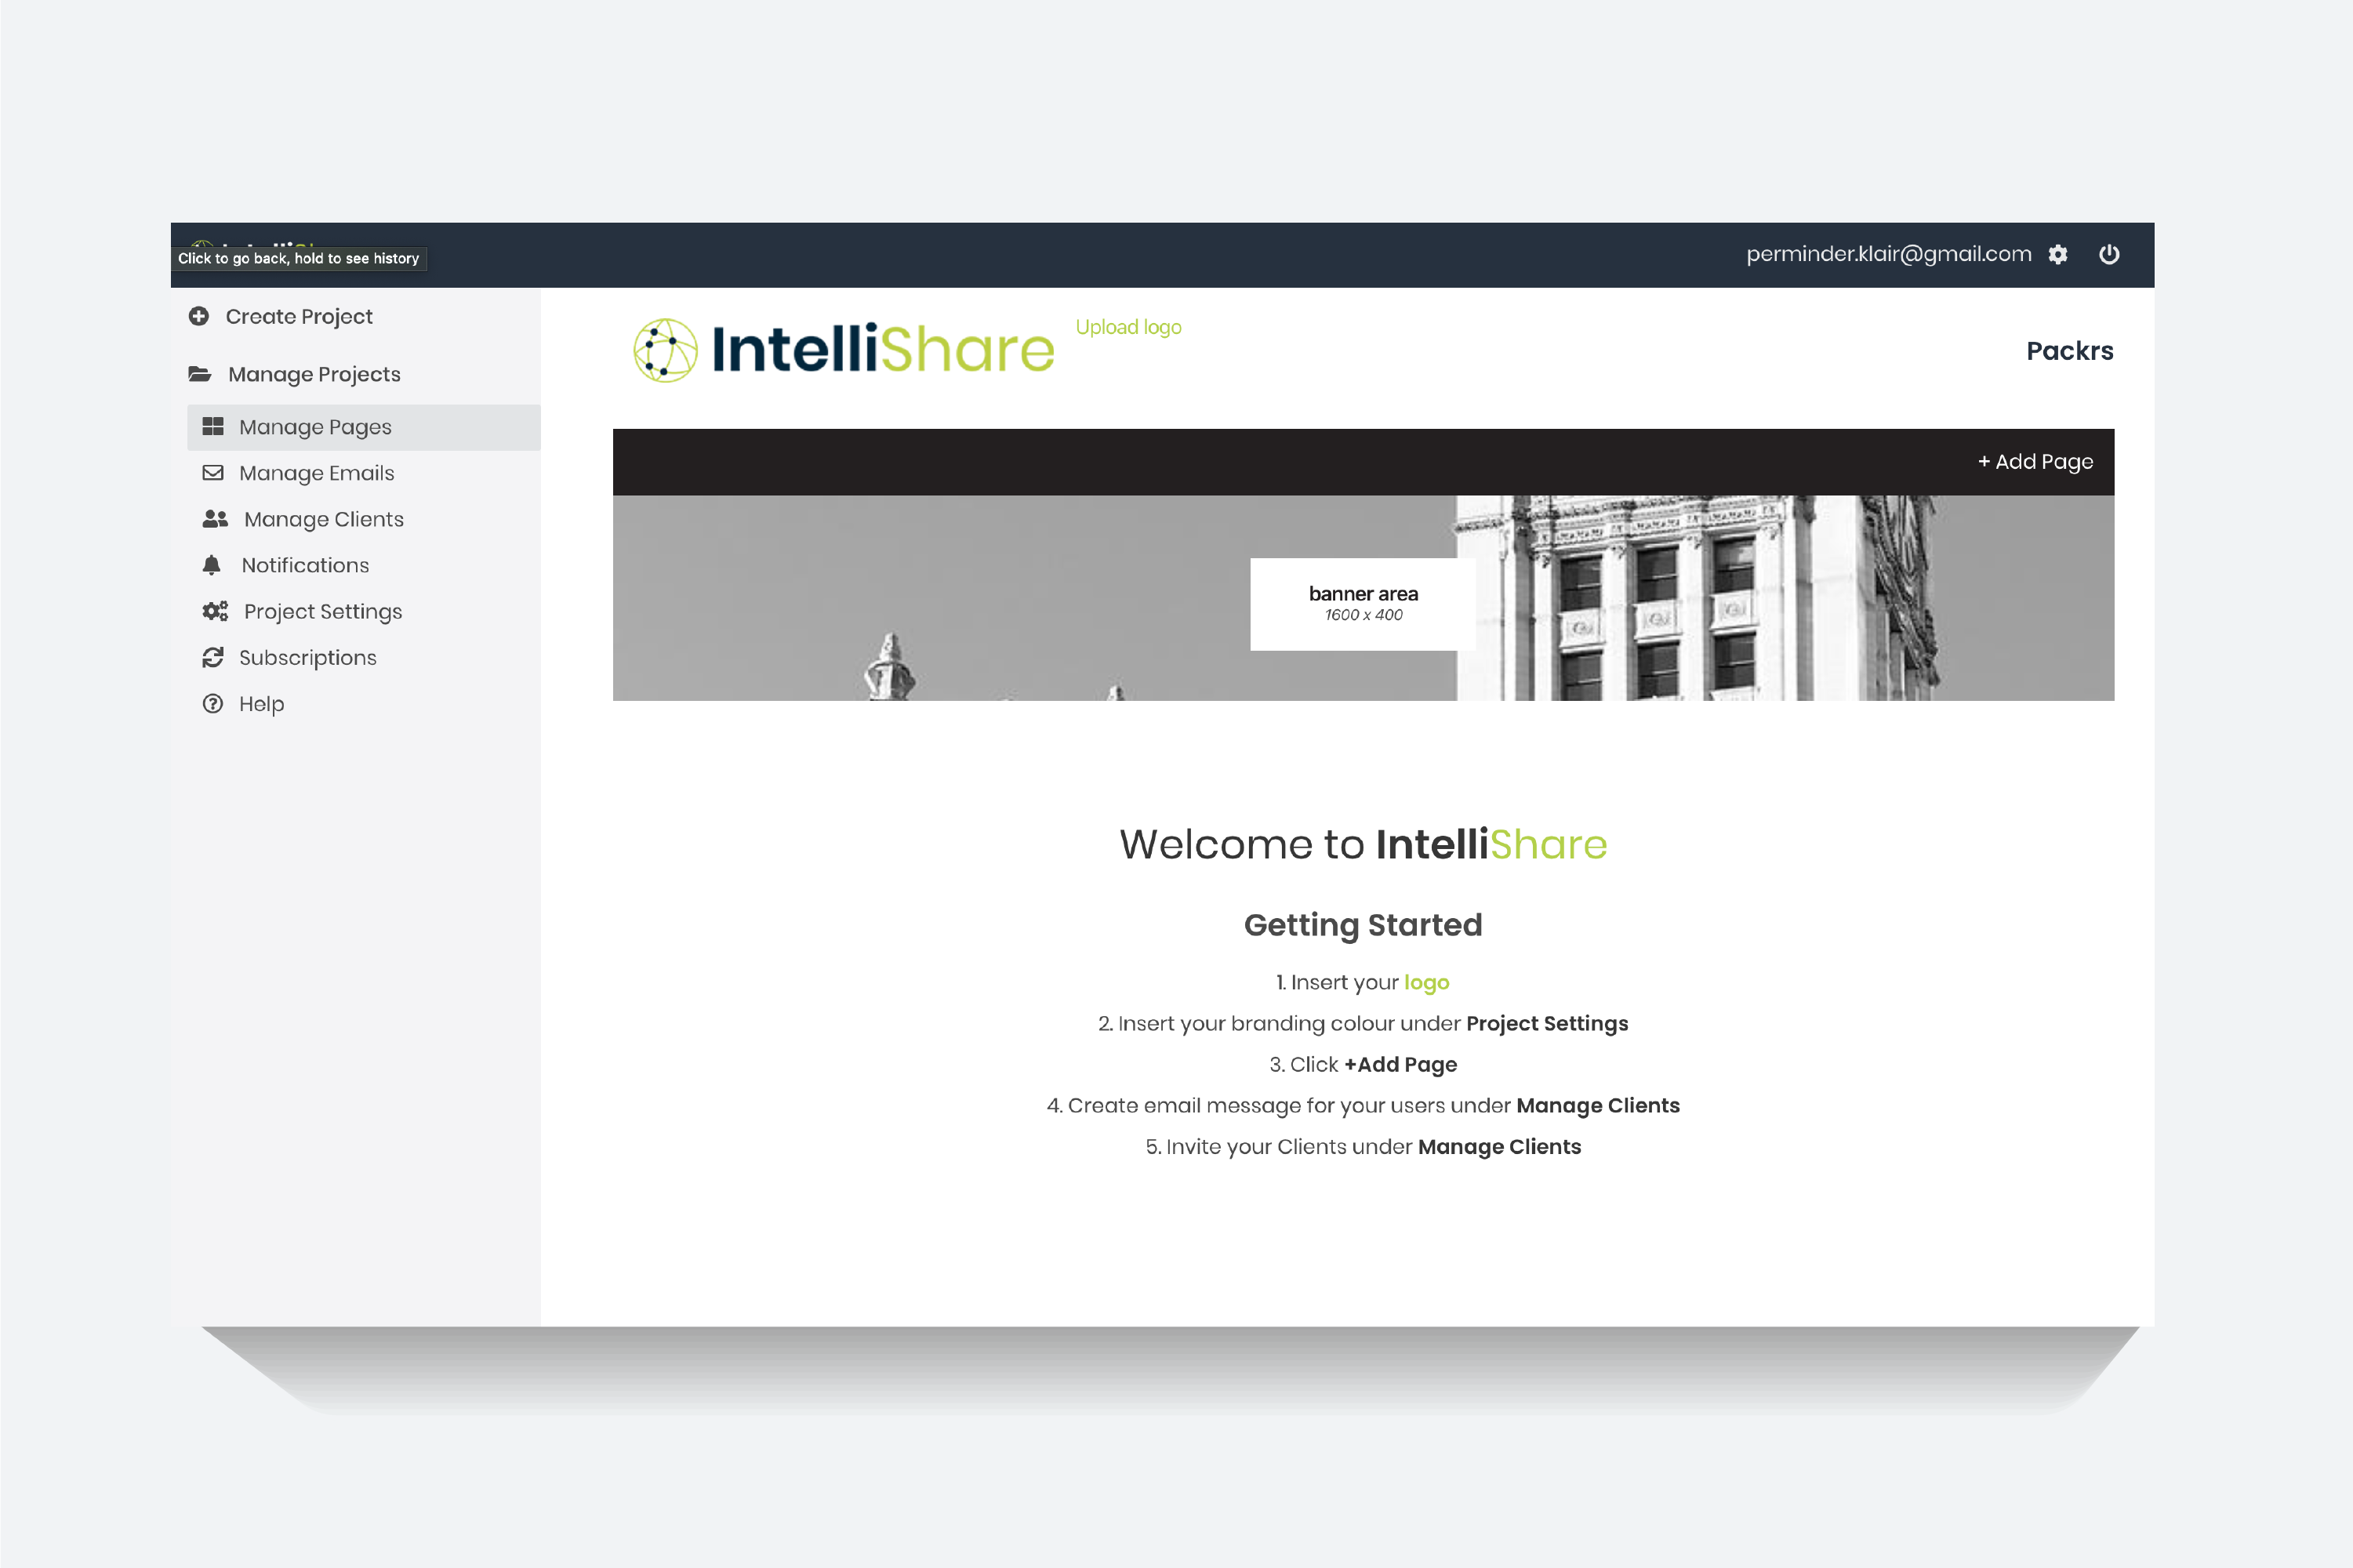 Click to go back, hold to see history
perminder.klair@gmail.com
Create Project
Manage Projects
Manage Pages
Manage Emails
Manage Clients
Notifications
Project Settings
Subscriptions
Help
IntelliShare
Upload logo
Packrs
+ Add Page
banner area
1600 x 400
Welcome to IntelliShare
Getting Started
1. Insert your logo
2. Insert your branding colour under Project Settings
3. Click +Add Page
4. Create email message for your users under Manage Clients
5. Invite your Clients under Manage Clients